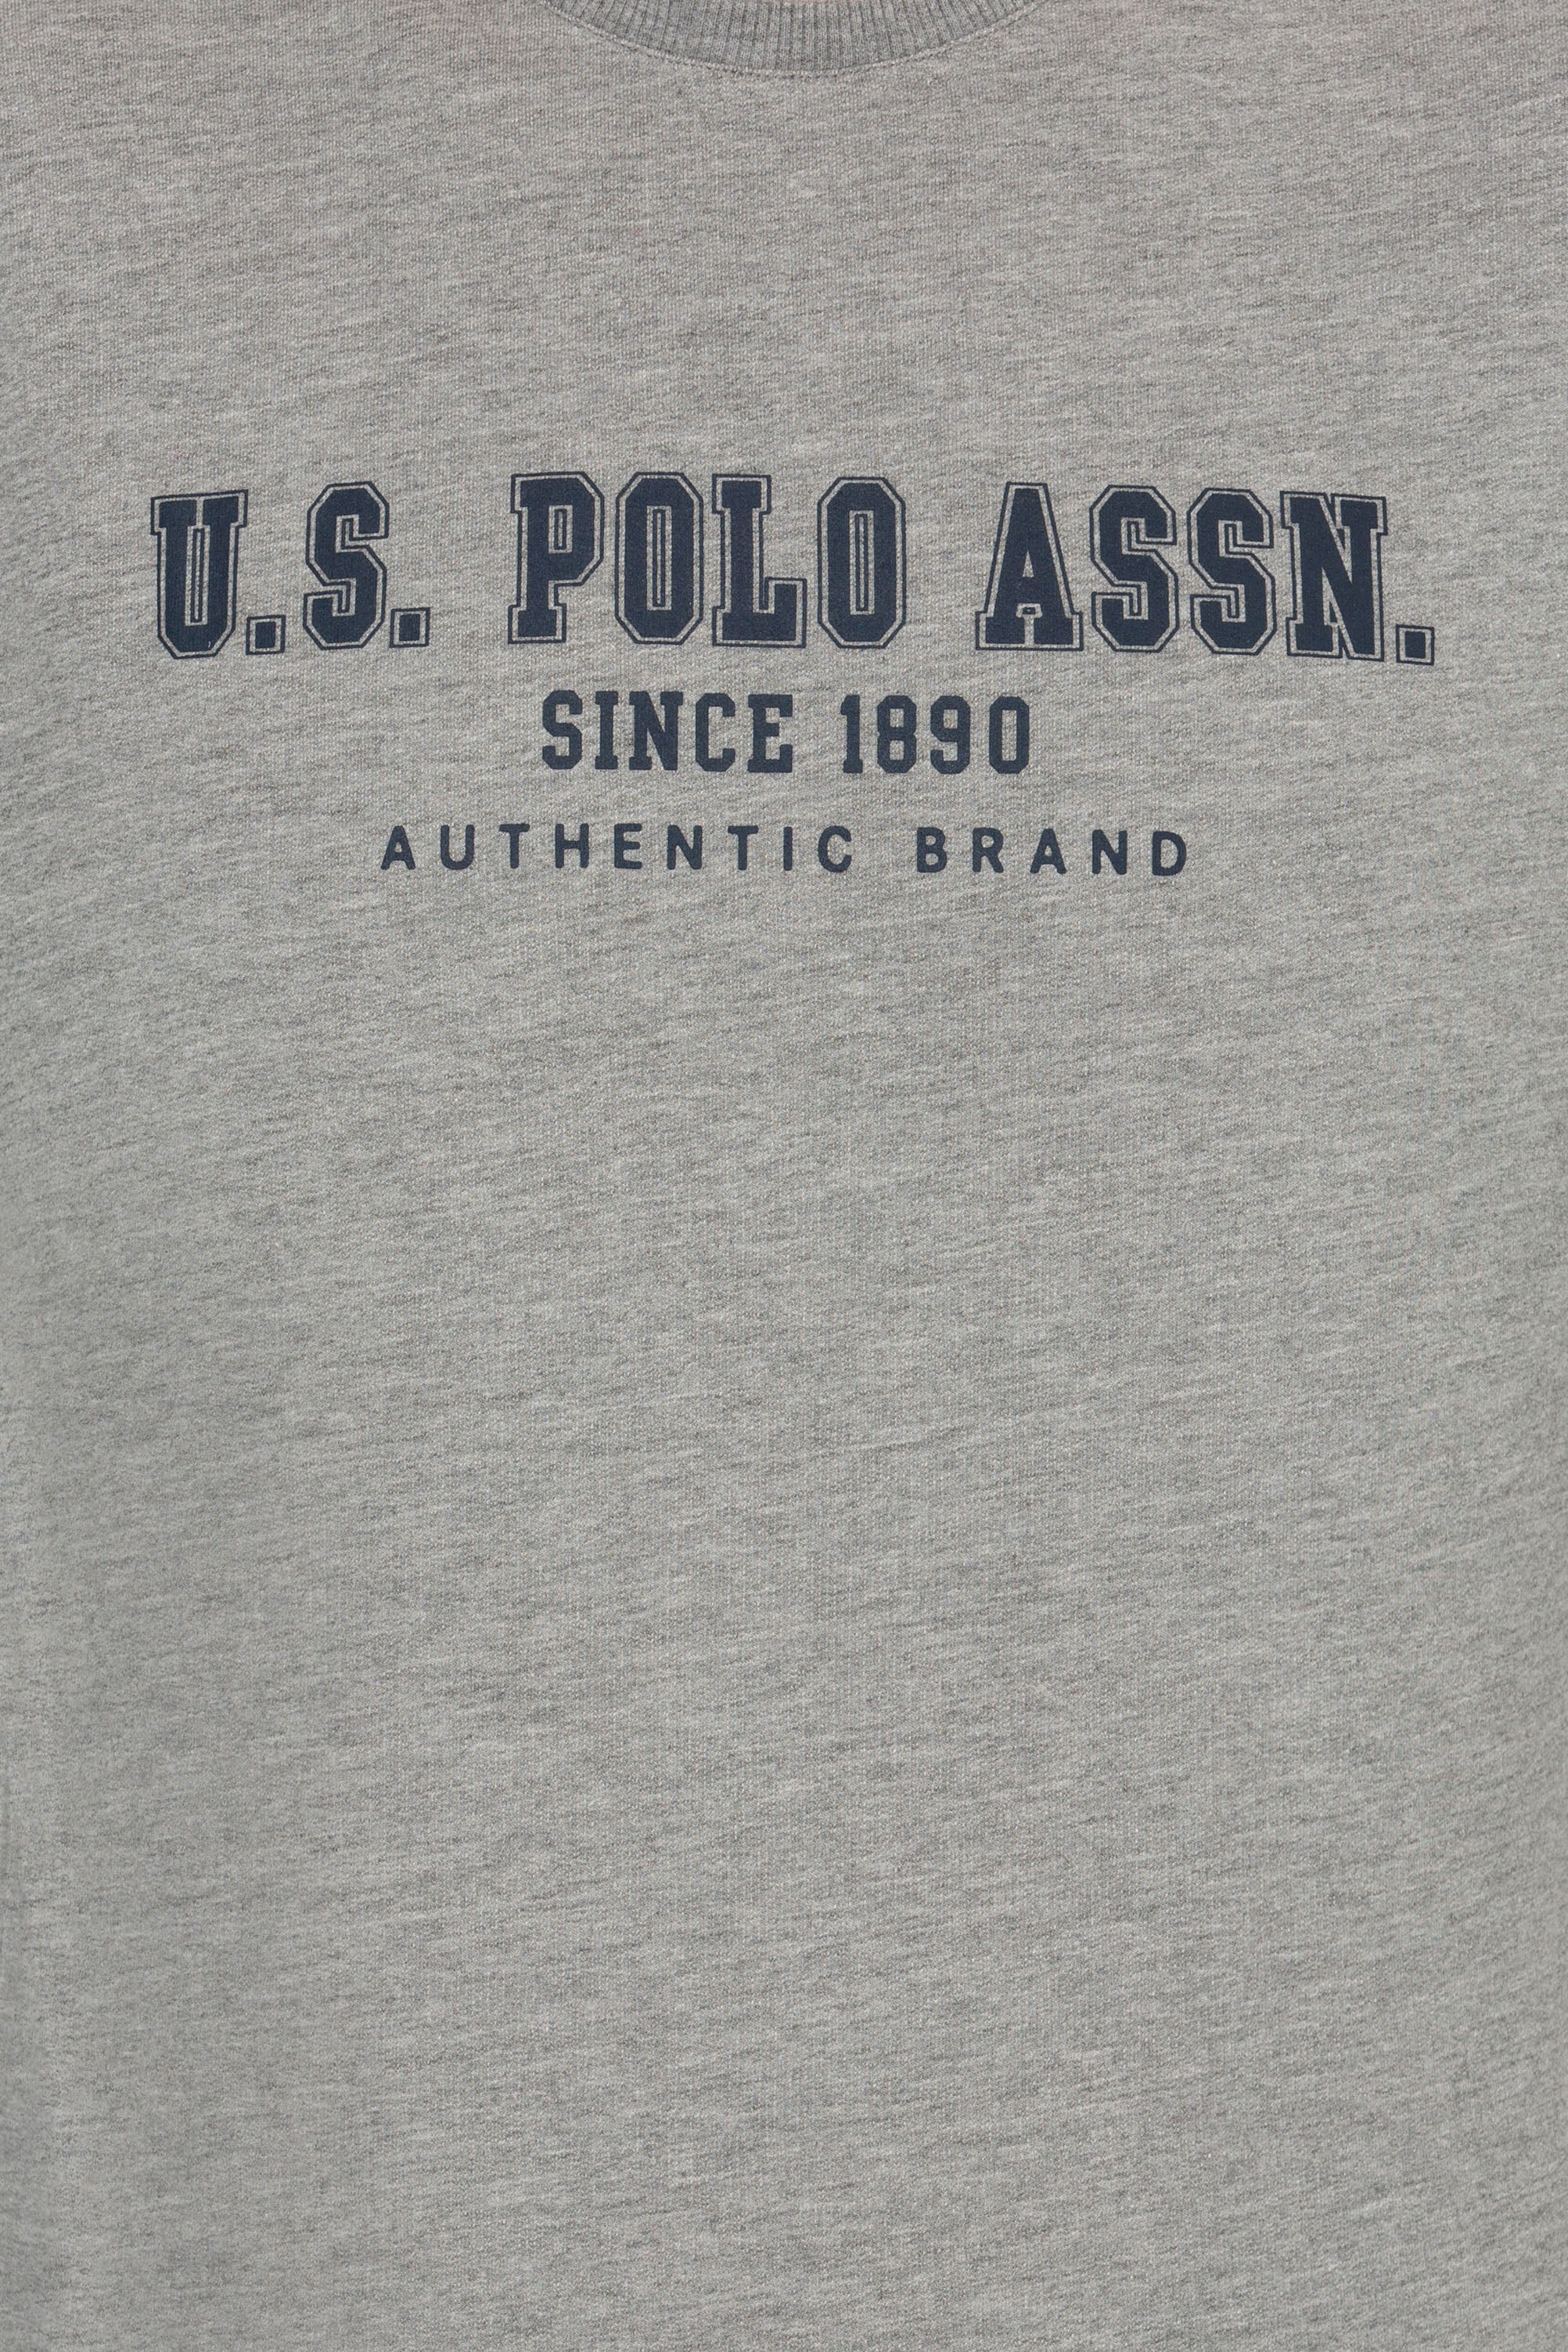 U.S. POLO ASSN.
SINCE 1890
AUTHENTIC BRAND